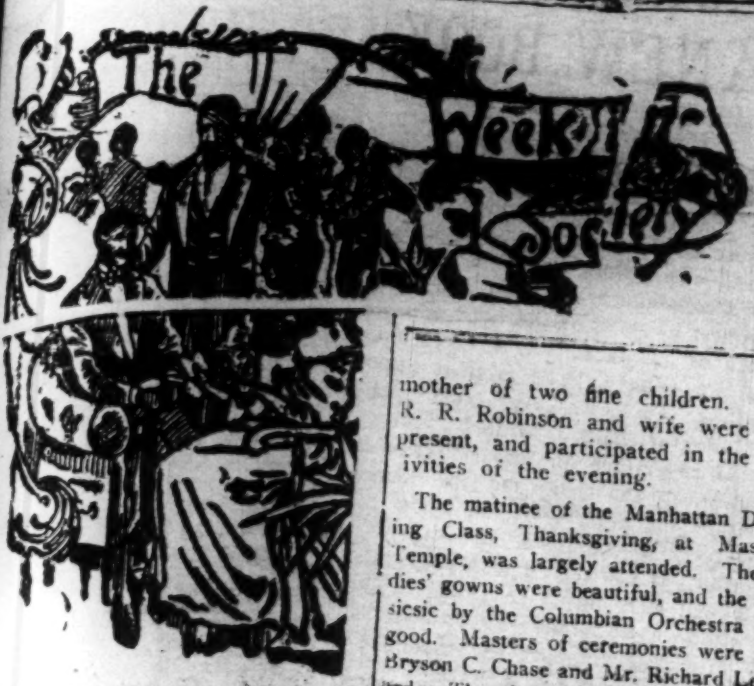 The
Week in
Society
mother of two fine children.
R. R. Robinson and wife were
present, and participated in the
ivities of the evening.
The matinee of the Manhattan D
ing Class, Thanksgiving, at Mas
Temple, was largely attended. The
dies' gowns were beautiful, and the
sicsic by the Columbian Orchestra
good. Masters of ceremonies were
Bryson C. Chase and Mr. Richard L